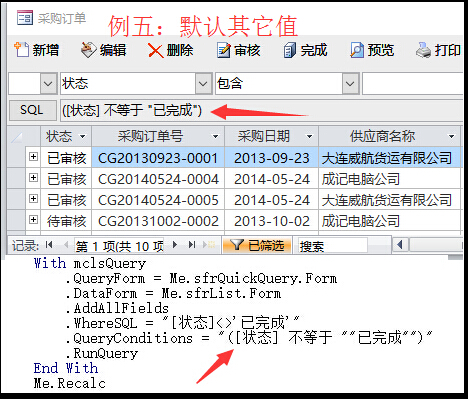 采购订单
例五：默认其它值
新增 编辑 删除 审核 完成 预览 打印
状态 包含
SQL ([状态] 不等于 "已完成")
状态 采购订单号 采购日期 供应商名称
已审核 CG20130923-0001 2013-09-23 大连威航货运有限公司
已审核 CG20140524-0004 2014-05-24 成记电脑公司
已审核 CG20140524-0005 2014-05-24 大连威航货运有限公司
待审核 CG20131002-0002 2013-10-02 成记电脑公司
记录: 第 1 项(共 10 项 已筛选 搜索
With mclsQuery
.QueryForm = Me.sfrQuickQuery.Form
.DataForm = Me.sfrList.Form
.AddAllFields
.WhereSQL = "[状态]<>'已完成'"
.QueryConditions = "([状态] 不等于 ""已完成"")"
.RunQuery
End With
Me.Recalc